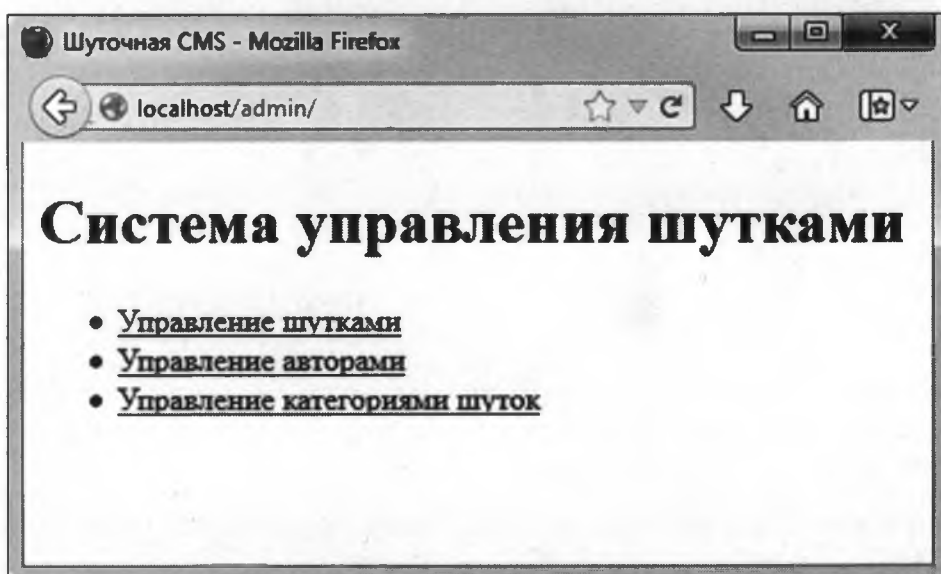 Шуточная CMS - Mozilla Firefox
localhost/admin/
Система управления шутками
Управление шутками
Управление авторами
Управление категориями шуток